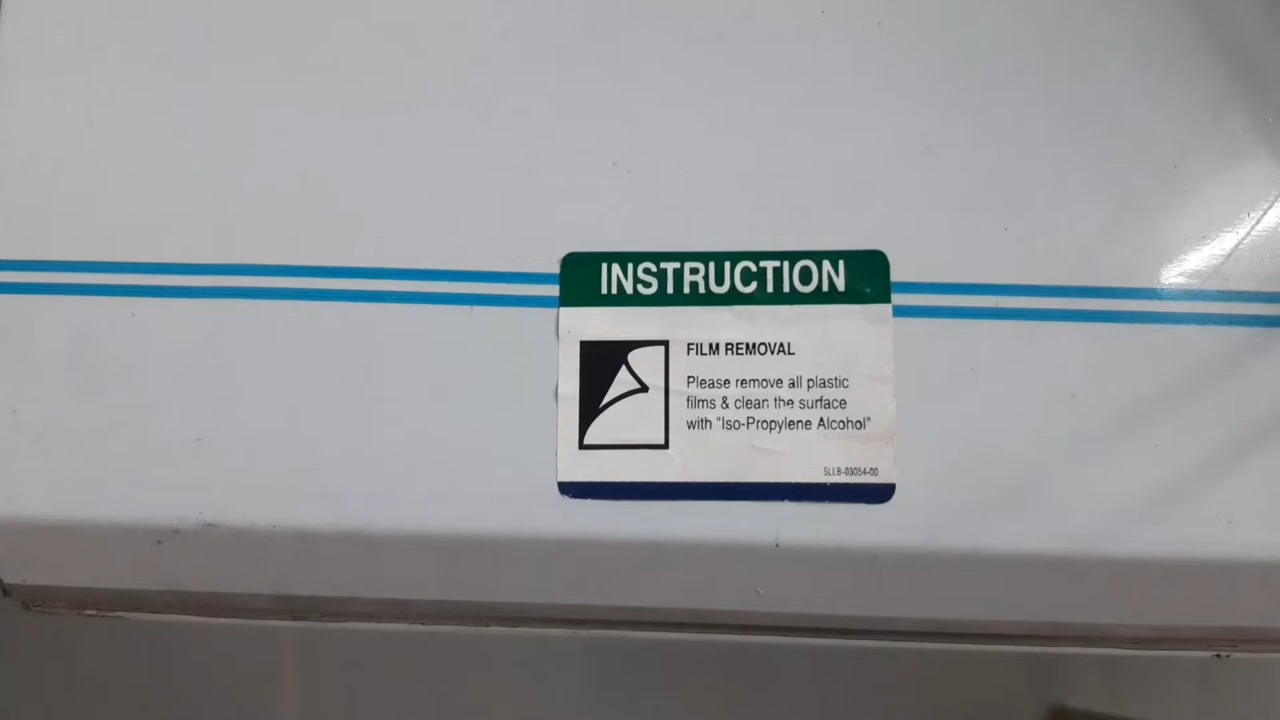 INSTRUCTION
FILM REMOVAL
Please remove all plastic
films & clean the surface
with "Iso-Propylene Alcohol"
SLLB-03054-00